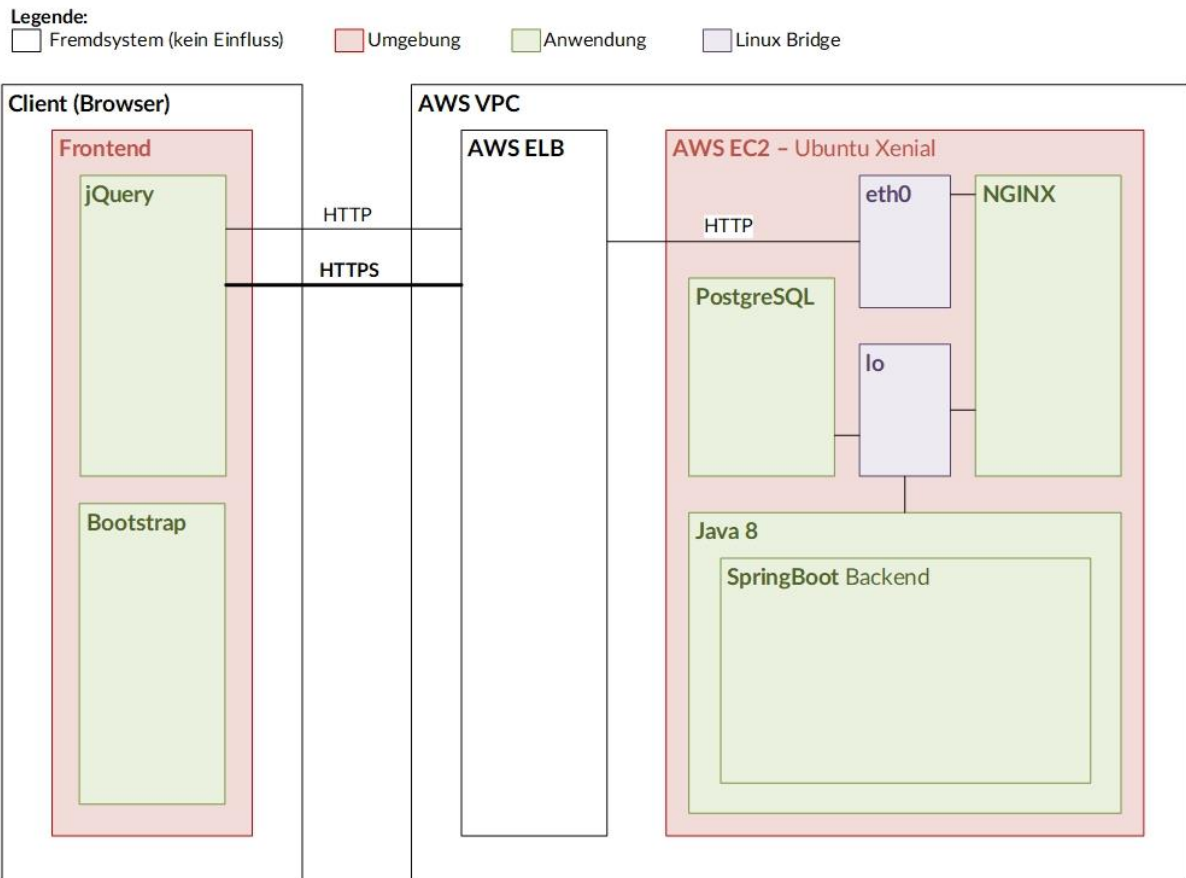 Legende:
Fremdsystem (kein Einfluss) Umgebung Anwendung Linux Bridge
Client (Browser)
Frontend
jQuery
Bootstrap
HTTP
HTTPS
AWS VPC
AWS ELB
HTTP
AWS EC2 – Ubuntu Xenial
eth0
NGINX
PostgreSQL
lo
Java 8
SpringBoot Backend